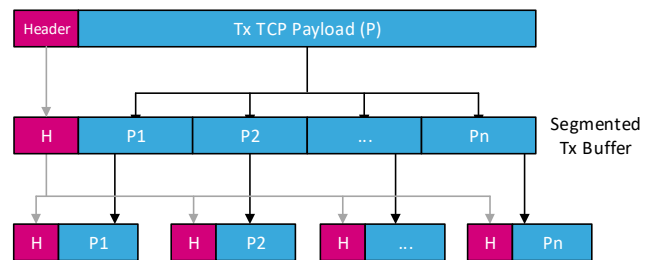 Header
Tx TCP Payload (P)
H
P1
P2
...
Pn
Segmented
Tx Buffer
H
P1
H
P2
H
...
H
Pn